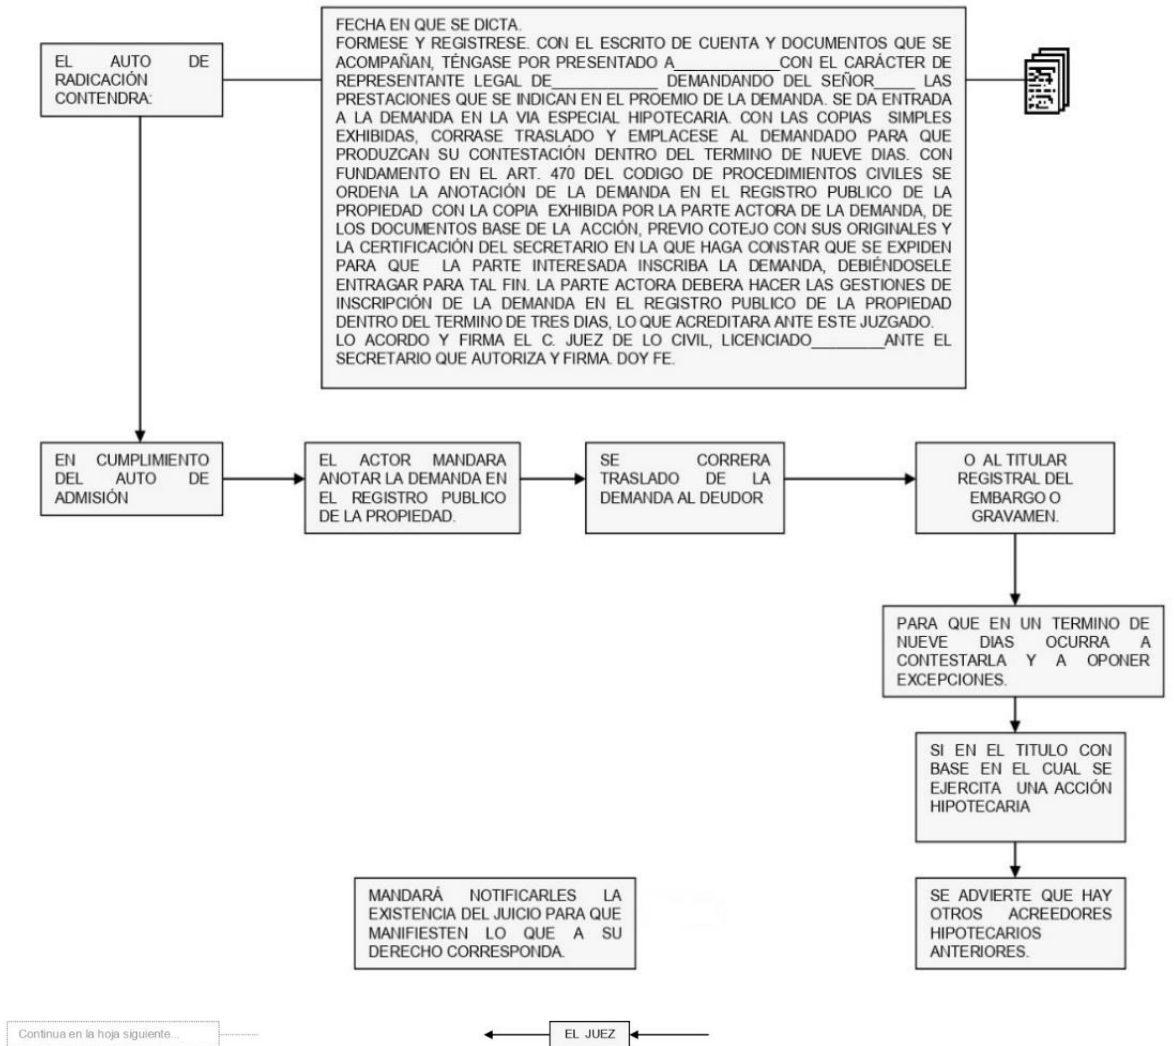 EL AUTO DE
RADICACIÓN
CONTENDRA:
FECHA EN QUE SE DICTA.
FORMESE Y REGISTRESE. CON EL ESCRITO DE CUENTA Y DOCUMENTOS QUE SE
ACOMPAÑAN, TÉNGASE POR PRESENTADO A____________CON EL CARÁCTER DE
REPRESENTANTE LEGAL DE____________ DEMANDANDO DEL SEÑOR_____ LAS
PRESTACIONES QUE SE INDICAN EN EL PROEMIO DE LA DEMANDA. SE DA ENTRADA
A LA DEMANDA EN LA VIA ESPECIAL HIPOTECARIA. CON LAS COPIAS SIMPLES
EXHIBIDAS, CORRASE TRASLADO Y EMPLACESE AL DEMANDADO PARA QUE
PRODUZCAN SU CONTESTACIÓN DENTRO DEL TERMINO DE NUEVE DIAS. CON
FUNDAMENTO EN EL ART. 470 DEL CODIGO DE PROCEDIMIENTOS CIVILES SE
ORDENA LA ANOTACIÓN DE LA DEMANDA EN EL REGISTRO PUBLICO DE LA
PROPIEDAD CON LA COPIA EXHIBIDA POR LA PARTE ACTORA DE LA DEMANDA, DE
LOS DOCUMENTOS BASE DE LA ACCIÓN, PREVIO COTEJO CON SUS ORIGINALES Y
LA CERTIFICACIÓN DEL SECRETARIO EN LA QUE HAGA CONSTAR QUE SE EXPIDEN
PARA QUE LA PARTE INTERESADA INSCRIBA LA DEMANDA, DEBIÉNDOSELE
ENTRAGAR PARA TAL FIN. LA PARTE ACTORA DEBERA HACER LAS GESTIONES DE
INSCRIPCIÓN DE LA DEMANDA EN EL REGISTRO PUBLICO DE LA PROPIEDAD
DENTRO DEL TERMINO DE TRES DIAS, LO QUE ACREDITARA ANTE ESTE JUZGADO.
LO ACORDO Y FIRMA EL C. JUEZ DE LO CIVIL, LICENCIADO_________ANTE EL
SECRETARIO QUE AUTORIZA Y FIRMA. DOY FE.
EN CUMPLIMIENTO
DEL AUTO DE
ADMISIÓN
EL ACTOR MANDARA
ANOTAR LA DEMANDA EN
EL REGISTRO PUBLICO
DE LA PROPIEDAD.
SE CORRERA
TRASLADO DE LA
DEMANDA AL DEUDOR
O AL TITULAR
REGISTRAL DEL
EMBARGO O
GRAVAMEN.
PARA QUE EN UN TERMINO DE
NUEVE DIAS OCURRA A
CONTESTARLA Y A OPONER
EXCEPCIONES.
SI EN EL TITULO CON
BASE EN EL CUAL SE
EJERCITA UNA ACCIÓN
HIPOTECARIA
SE ADVIERTE QUE HAY
OTROS ACREEDORES
HIPOTECARIOS
ANTERIORES.
MANDARÁ NOTIFICARLES LA
EXISTENCIA DEL JUICIO PARA QUE
MANIFIESTEN LO QUE A SU
DERECHO CORRESPONDA.
EL JUEZ
Continua en la hoja siguiente...